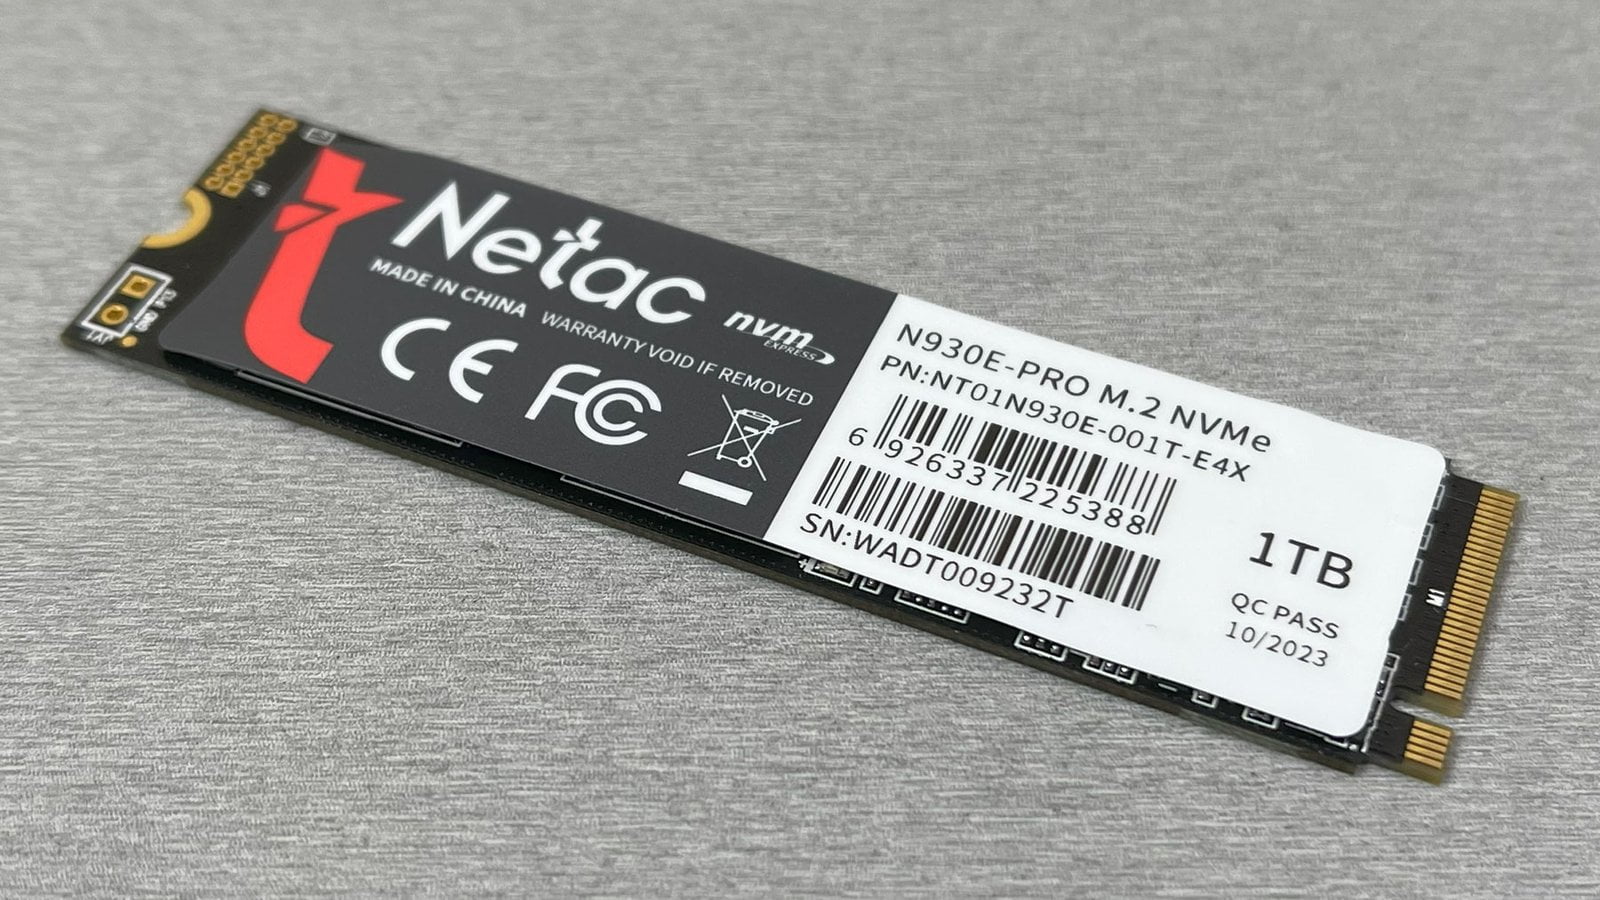 Netac
MADE IN CHINA
WARRANTY VOID IF REMOVED
nvm
EXPRESS
CE FC
N930E-PRO M.2 NVMe
PN:NT01N930E-001T-E4X
6 926337 225388
SN:WADT009232T
1TB
QC PASS
10/2023